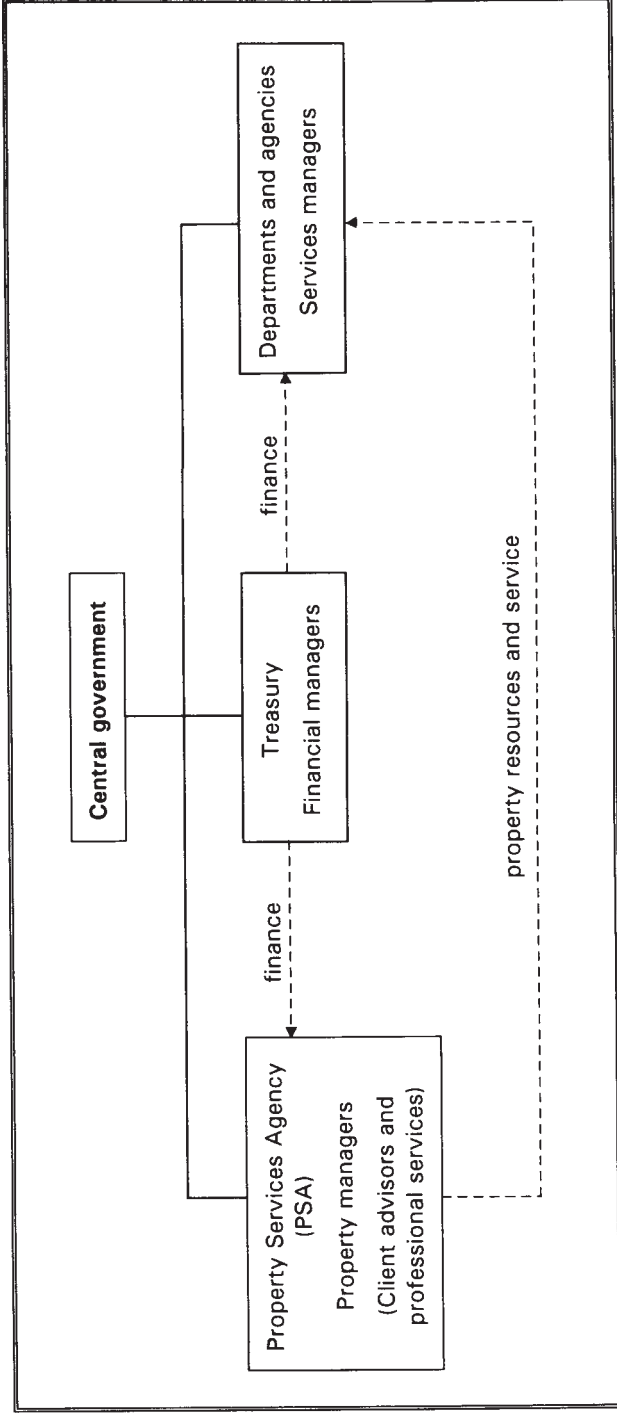 Central government
Property Services Agency
(PSA)
Property managers
(Client advisors and
professional services)
finance
Treasury
Financial managers
finance
Departments and agencies
Services managers
property resources and service